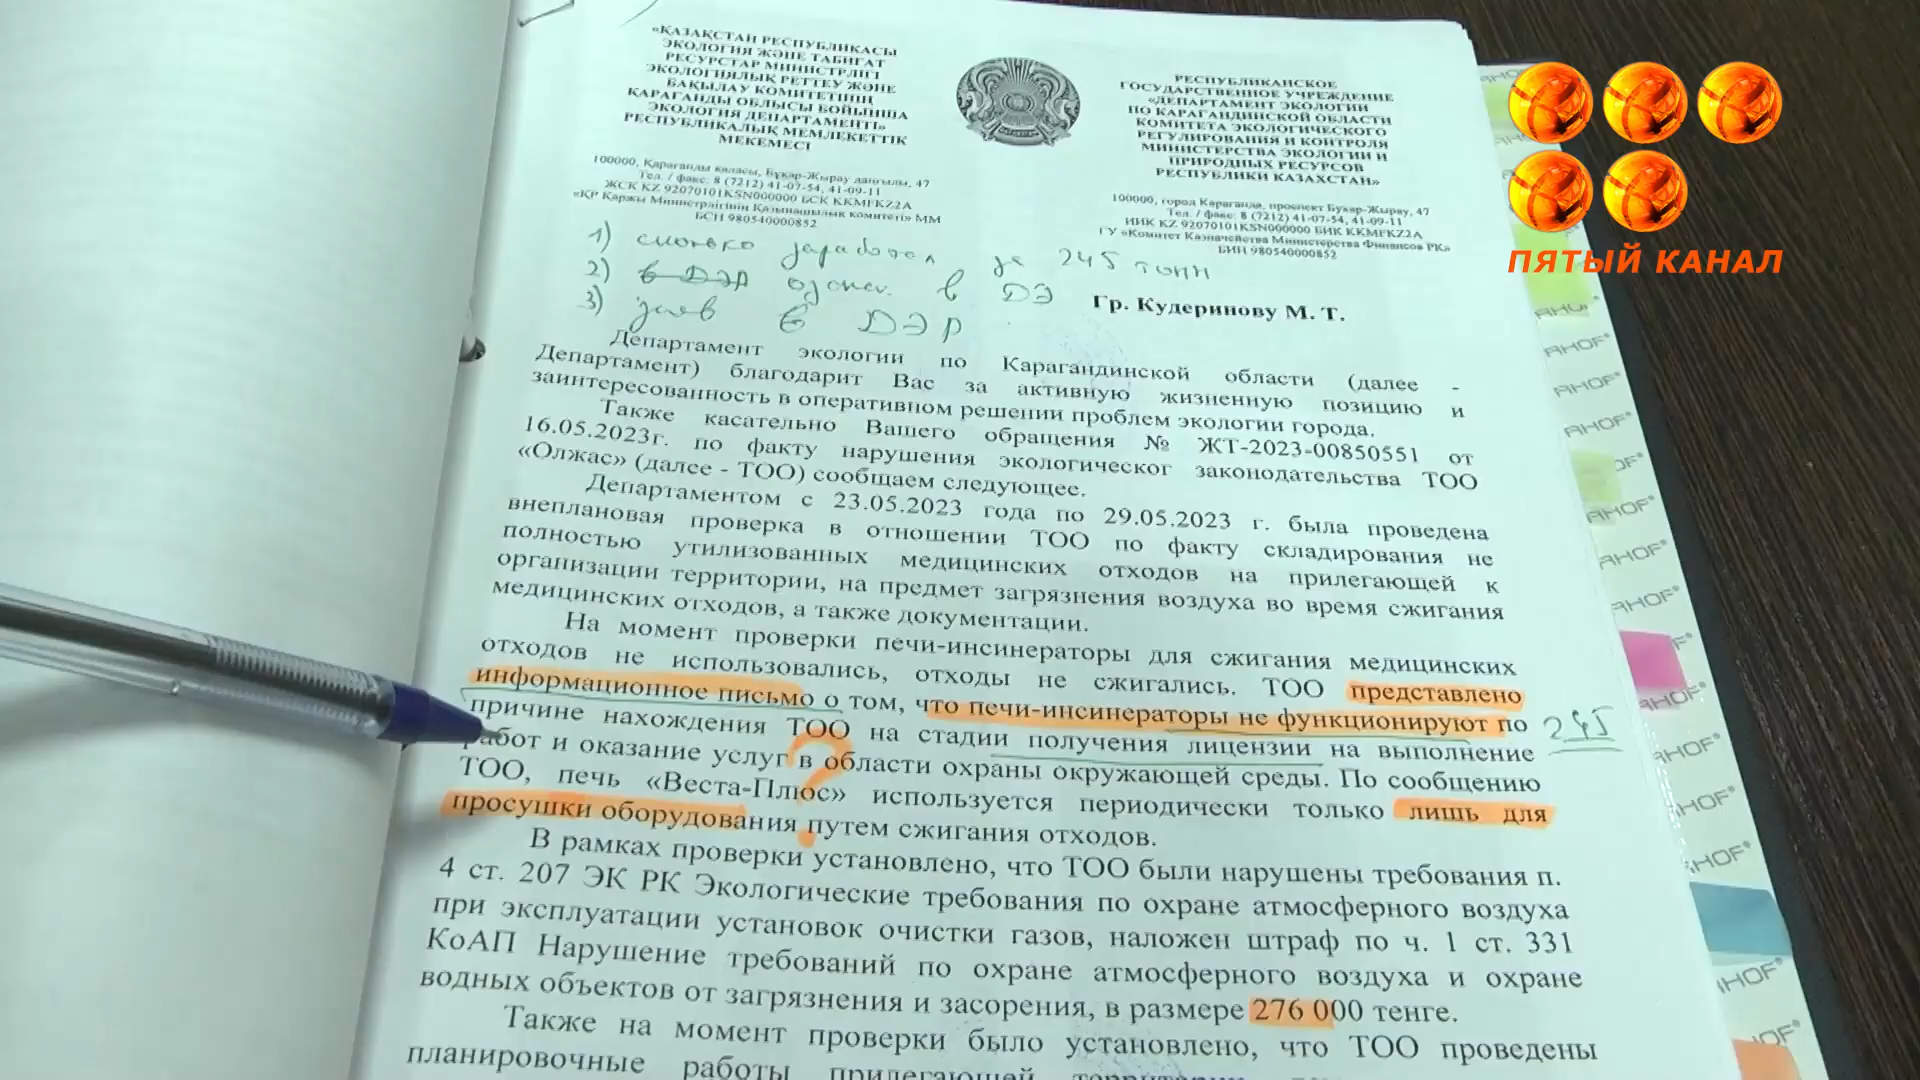 «ҚАЗАҚСТАН РЕСПУБЛИКАСЫ
ЭКОЛОГИЯ ЖӘНЕ ТАБИҒАТ
РЕСУРСТАР МИНИСТРЛІГІ
ЭКОЛОГИЯЛЫҚ РЕТТЕУ ЖӘНЕ
БАҚЫЛАУ КОМИТЕТІНІҢ
ҚАРАҒАНДЫ ОБЛЫСЫ БОЙЫНША
ЭКОЛОГИЯ ДЕПАРТАМЕНТІ»
РЕСПУБЛИКАЛЫҚ МЕМЛЕКЕТТІК
МЕКЕМЕСІ
100000, Қарағанды қаласы, Бұқар-Жырау даңғылы, 47
Тел. / факс: 8 (7212) 41-07-54, 41-09-11
ЖСК KZ 92070101KSN000000 БСК KKMFKZ2A
«ҚР Қаржы Министрлігінің Қазынашылық комитеті» ММ
БСН 980540000852
РЕСПУБЛИКАНСКОЕ
ГОСУДАРСТВЕННОЕ УЧРЕЖДЕНИЕ
«ДЕПАРТАМЕНТ ЭКОЛОГИИ
ПО КАРАГАНДИНСКОЙ ОБЛАСТИ
КОМИТЕТА ЭКОЛОГИЧЕСКОГО
РЕГУЛИРОВАНИЯ И КОНТРОЛЯ
МИНИСТЕРСТВА ЭКОЛОГИИ И
ПРИРОДНЫХ РЕСУРСОВ
РЕСПУБЛИКИ КАЗАХСТАН»
100000, город Караганда, проспект Бухар-Жырау, 47
Тел. / факс: 8 (7212) 41-07-54, 41-09-11
ИИК KZ 92070101KSN000000 БИК KKMFKZ2A
ГУ «Комитет Казначейства Министерства Финансов РК»
БИН 980540000852
ПЯТЫЙ КАНАЛ
1) сколько заработал за 245 тонн
2) в ДЭР в ДЭ
3) заяв в ДЭР
Гр. Кудеринову М. Т.
Департамент экологии по Карагандинской области (далее -
Департамент) благодарит Вас за активную жизненную позицию и
заинтересованность в оперативном решении проблем экологии города.
Также касательно Вашего обращения № ЖТ-2023-00850551 от
16.05.2023г. по факту нарушения экологическог законодательства ТОО
«Олжас» (далее - ТОО) сообщаем следующее.
Департаментом с 23.05.2023 года по 29.05.2023 г. была проведена
внеплановая проверка в отношении ТОО по факту складирования не
полностью утилизованных медицинских отходов на прилегающей к
организации территории, на предмет загрязнения воздуха во время сжигания
медицинских отходов, а также документации.
На момент проверки печи-инсинераторы для сжигания медицинских
отходов не использовались, отходы не сжигались. ТОО представлено
информационное письмо о том, что печи-инсинераторы не функционируют по
причине нахождения ТОО на стадии получения лицензии на выполнение
работ и оказание услуг в области охраны окружающей среды. По сообщению
ТОО, печь «Веста-Плюс» используется периодически только лишь для
просушки оборудования путем сжигания отходов.
245
?
В рамках проверки установлено, что ТОО были нарушены требования п.
4 ст. 207 ЭК РК Экологические требования по охране атмосферного воздуха
при эксплуатации установок очистки газов, наложен штраф по ч. 1 ст. 331
КоАП Нарушение требований по охране атмосферного воздуха и охране
водных объектов от загрязнения и засорения, в размере 276 000 тенге.
Также на момент проверки было установлено, что ТОО проведены
планировочные работы прилегающей территории